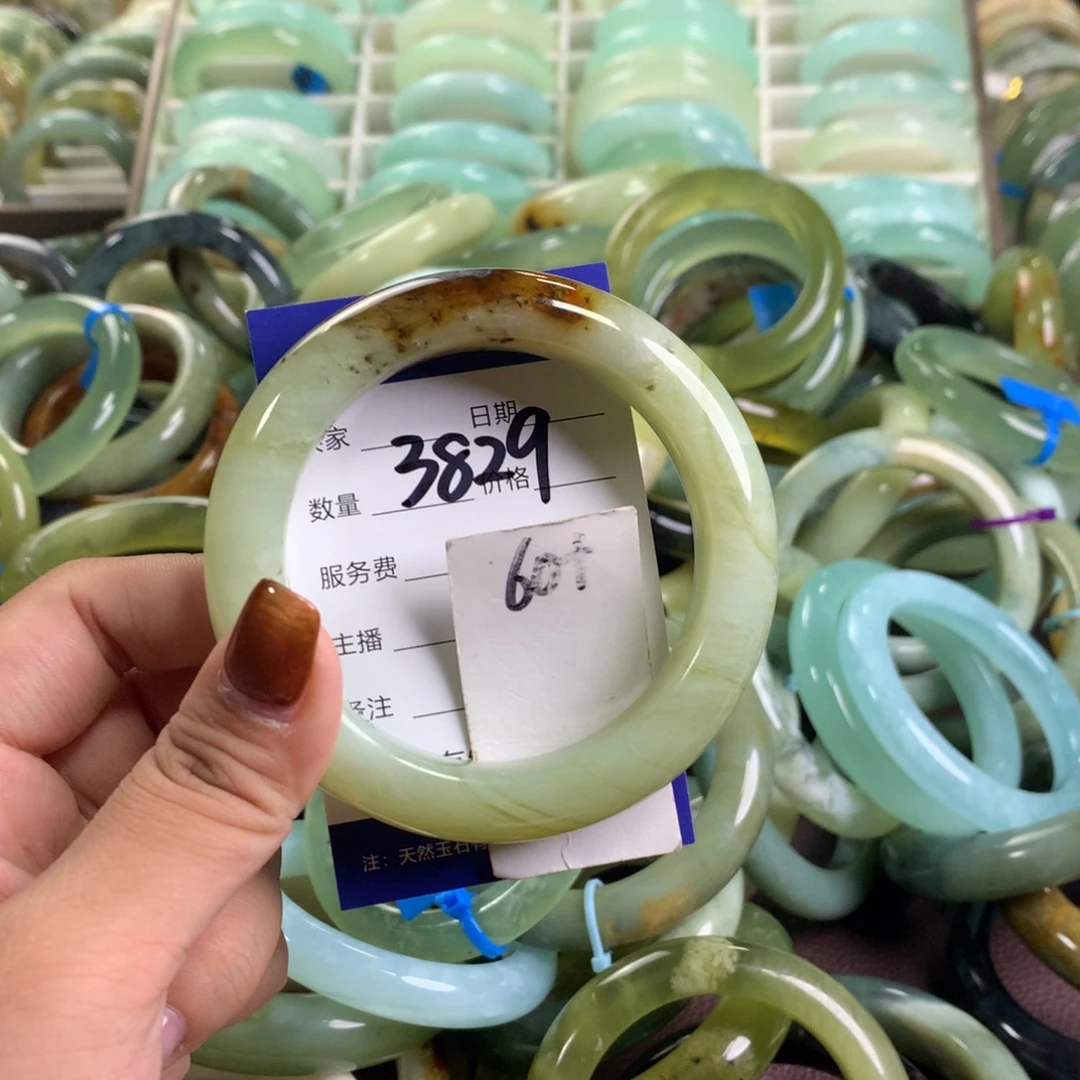 家 日期
3829
数量 价格
服务费
60+
主播
注
注：天然玉石